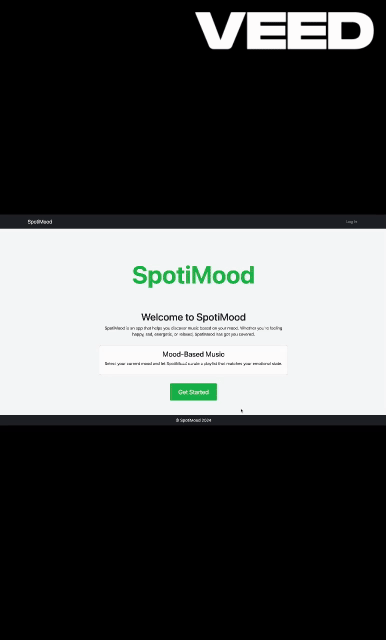 VEED
SpotiMood
Log In
SpotiMood
Welcome to SpotiMood
SpotiMood is an app that helps you discover music based on your mood. Whether you're feeling
happy, sad, energetic, or relaxed, SpotiMood has got you covered.
Mood-Based Music
Select your current mood and let SpotiMood curate a playlist that matches your emotional state.
Get Started
© SpotiMood 2024